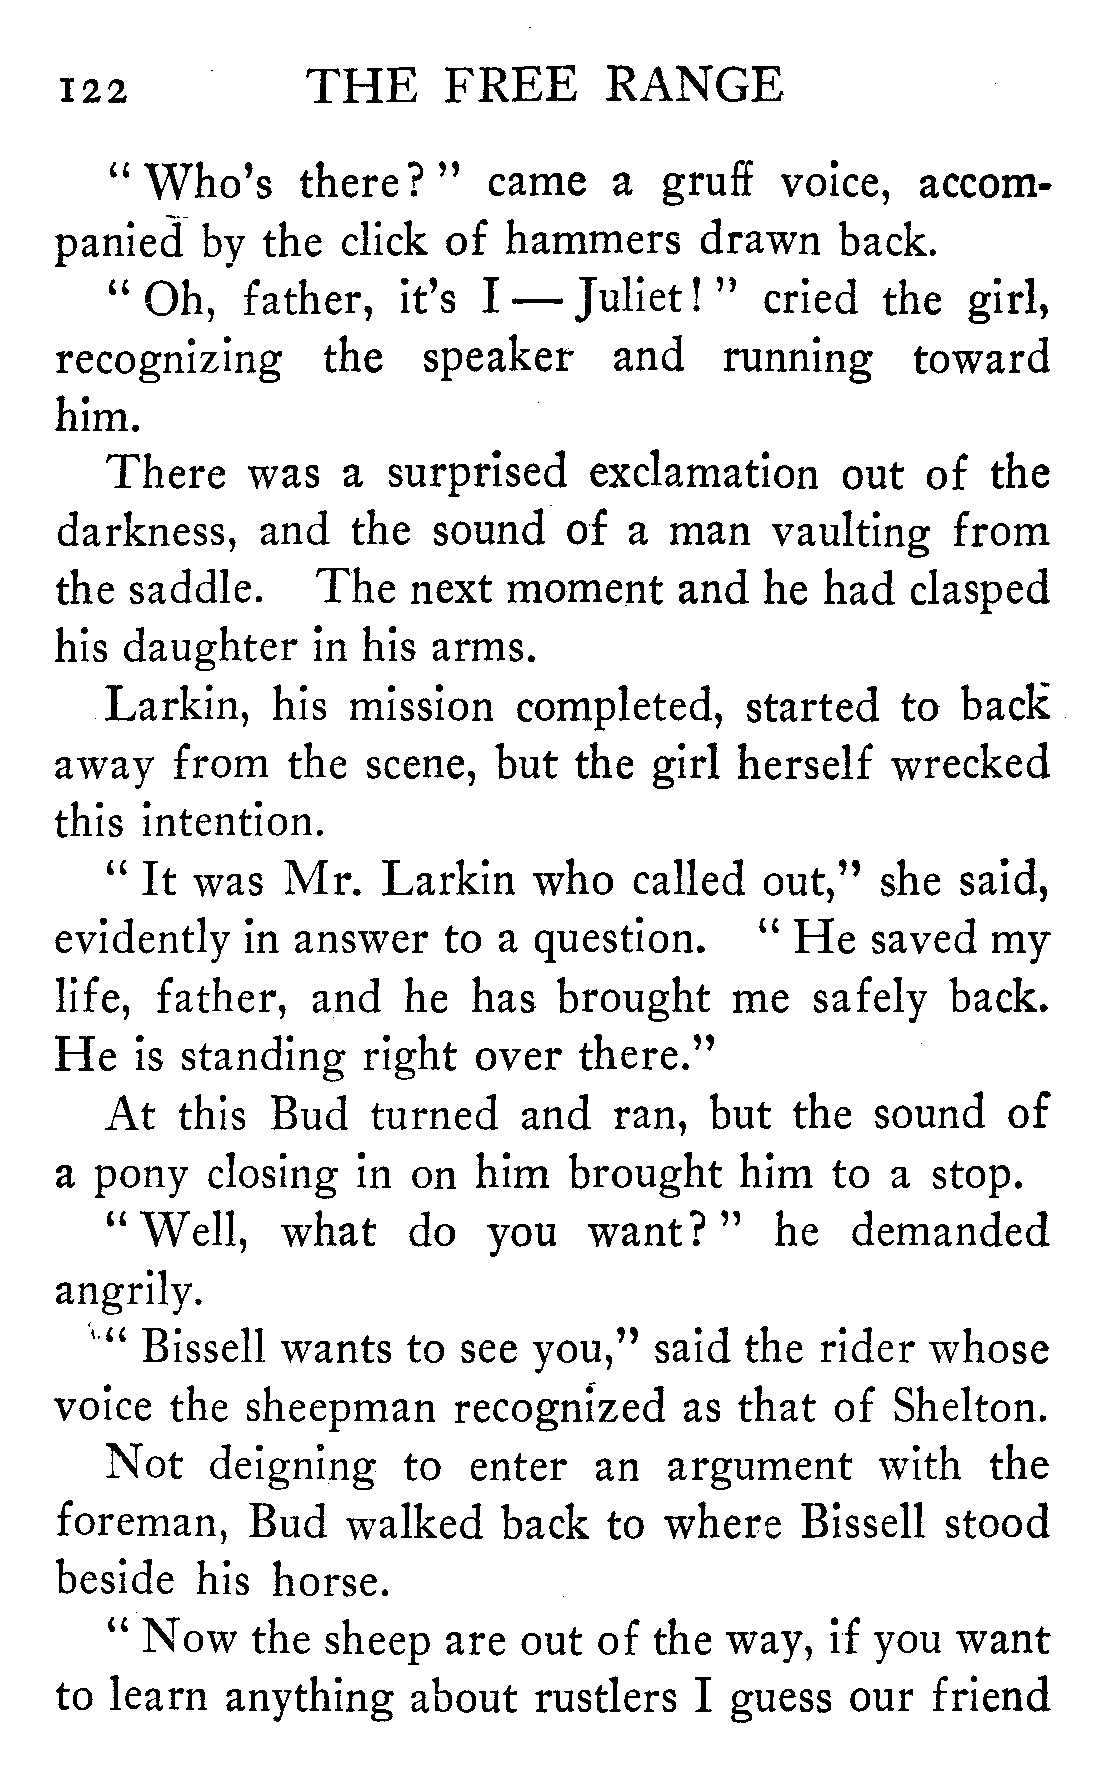 122 THE FREE RANGE
" Who's there? " came a gruff voice, accom-
panied by the click of hammers drawn back.
" Oh, father, it's I — Juliet! " cried the girl,
recognizing the speaker and running toward
him.
There was a surprised exclamation out of the
darkness, and the sound of a man vaulting from
the saddle. The next moment and he had clasped
his daughter in his arms.
Larkin, his mission completed, started to back
away from the scene, but the girl herself wrecked
this intention.
" It was Mr. Larkin who called out," she said,
evidently in answer to a question. " He saved my
life, father, and he has brought me safely back.
He is standing right over there."
At this Bud turned and ran, but the sound of
a pony closing in on him brought him to a stop.
" Well, what do you want? " he demanded
angrily.
" Bissell wants to see you," said the rider whose
voice the sheepman recognized as that of Shelton.
Not deigning to enter an argument with the
foreman, Bud walked back to where Bissell stood
beside his horse.
" Now the sheep are out of the way, if you want
to learn anything about rustlers I guess our friend